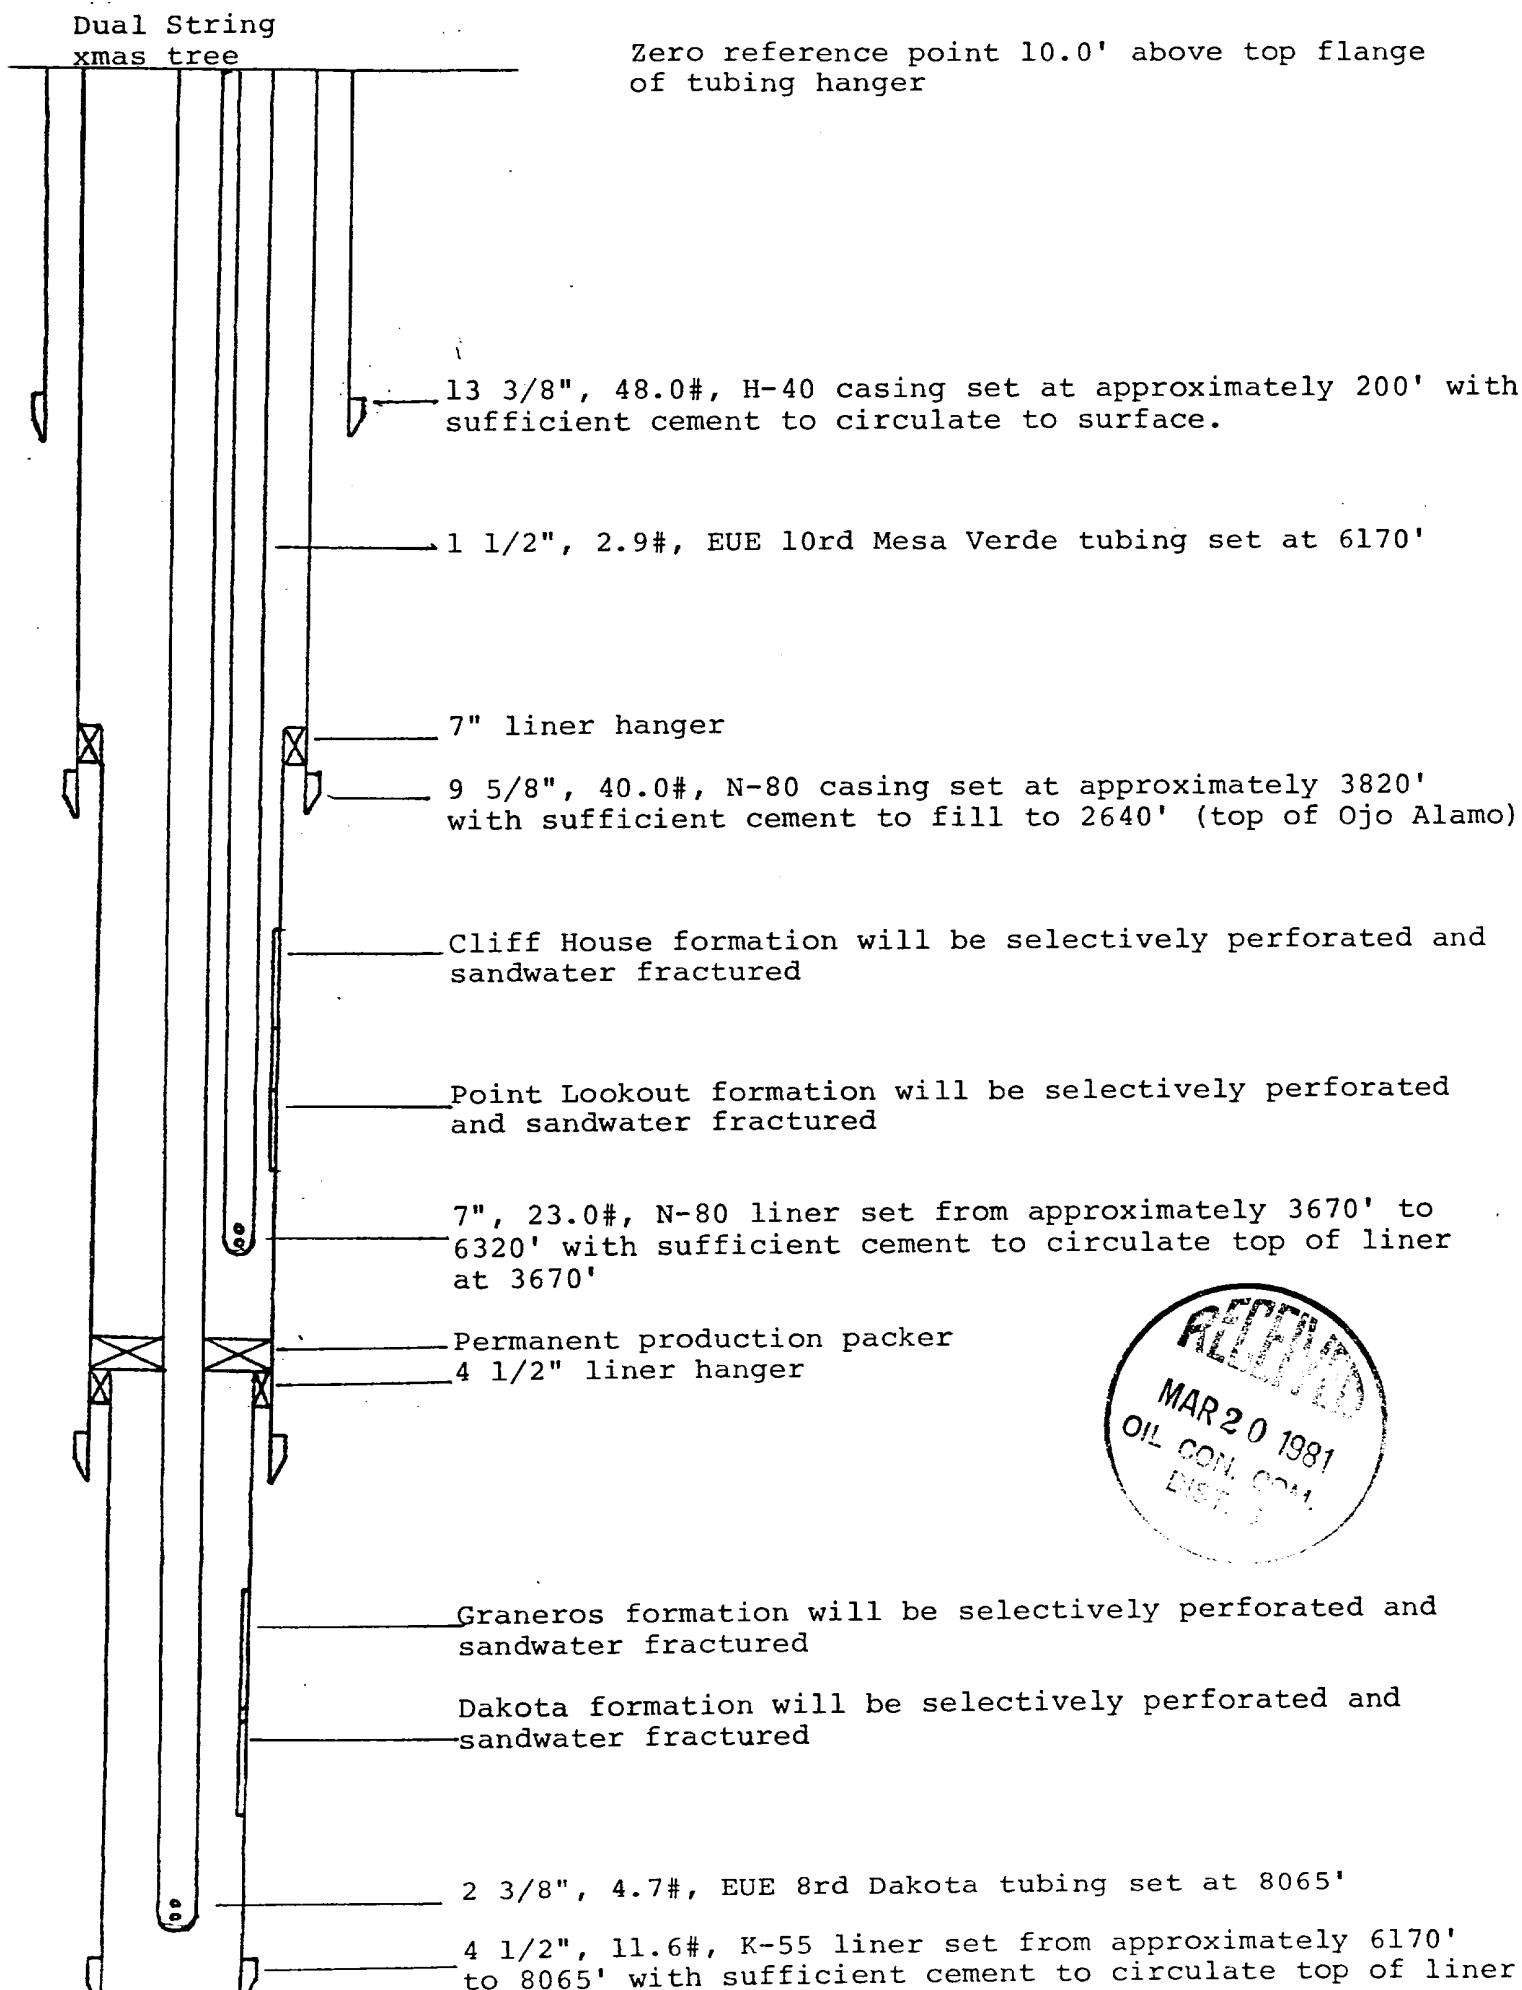 Dual String
xmas tree
Zero reference point 10.0' above top flange
of tubing hanger
13 3/8", 48.0#, H-40 casing set at approximately 200' with
sufficient cement to circulate to surface.
1 1/2", 2.9#, EUE 10rd Mesa Verde tubing set at 6170'
7" liner hanger
9 5/8", 40.0#, N-80 casing set at approximately 3820'
with sufficient cement to fill to 2640' (top of Ojo Alamo)
Cliff House formation will be selectively perforated and
sandwater fractured
Point Lookout formation will be selectively perforated
and sandwater fractured
7", 23.0#, N-80 liner set from approximately 3670' to
6320' with sufficient cement to circulate top of liner
at 3670'
Permanent production packer
4 1/2" liner hanger
RECEIVED
MAR 20 1981
OIL CON. COM.
DIST.
Graneros formation will be selectively perforated and
sandwater fractured
Dakota formation will be selectively perforated and
sandwater fractured
2 3/8", 4.7#, EUE 8rd Dakota tubing set at 8065'
4 1/2", 11.6#, K-55 liner set from approximately 6170'
to 8065' with sufficient cement to circulate top of liner